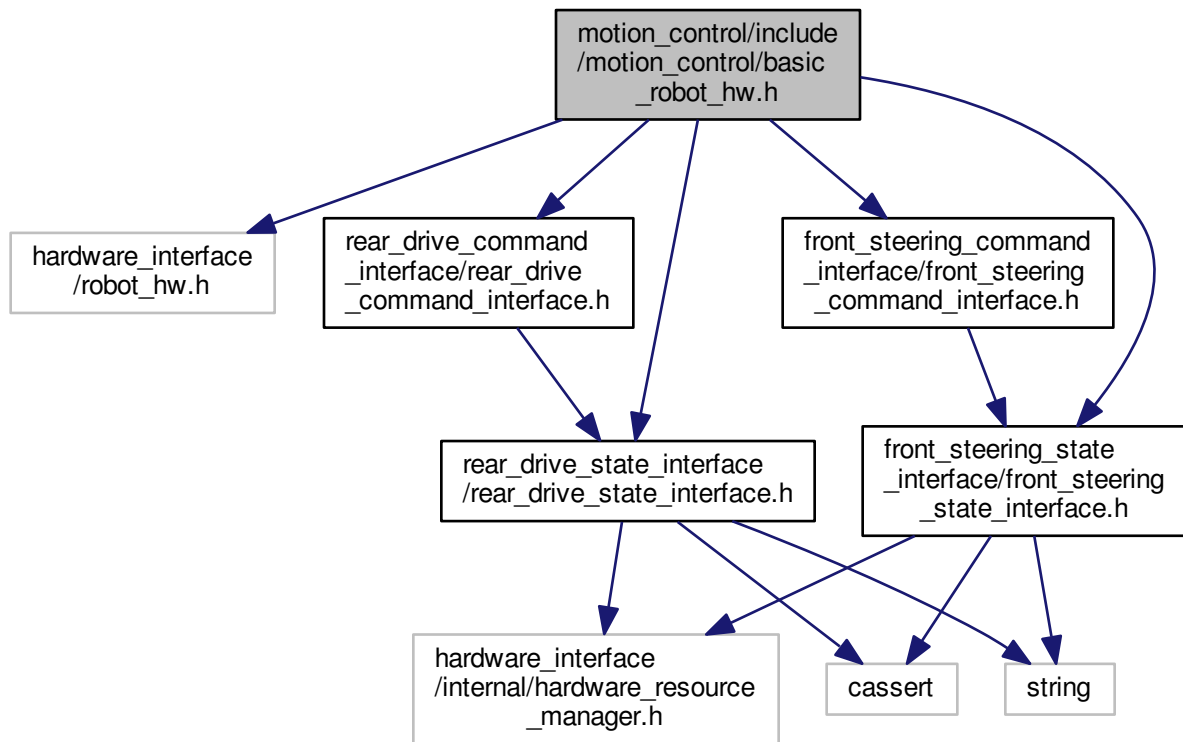 motion_control/include
/motion_control/basic
_robot_hw.h
hardware_interface
/robot_hw.h
rear_drive_command
_interface/rear_drive
_command_interface.h
front_steering_command
_interface/front_steering
_command_interface.h
rear_drive_state_interface
/rear_drive_state_interface.h
front_steering_state
_interface/front_steering
_state_interface.h
hardware_interface
/internal/hardware_resource
_manager.h
cassert
string